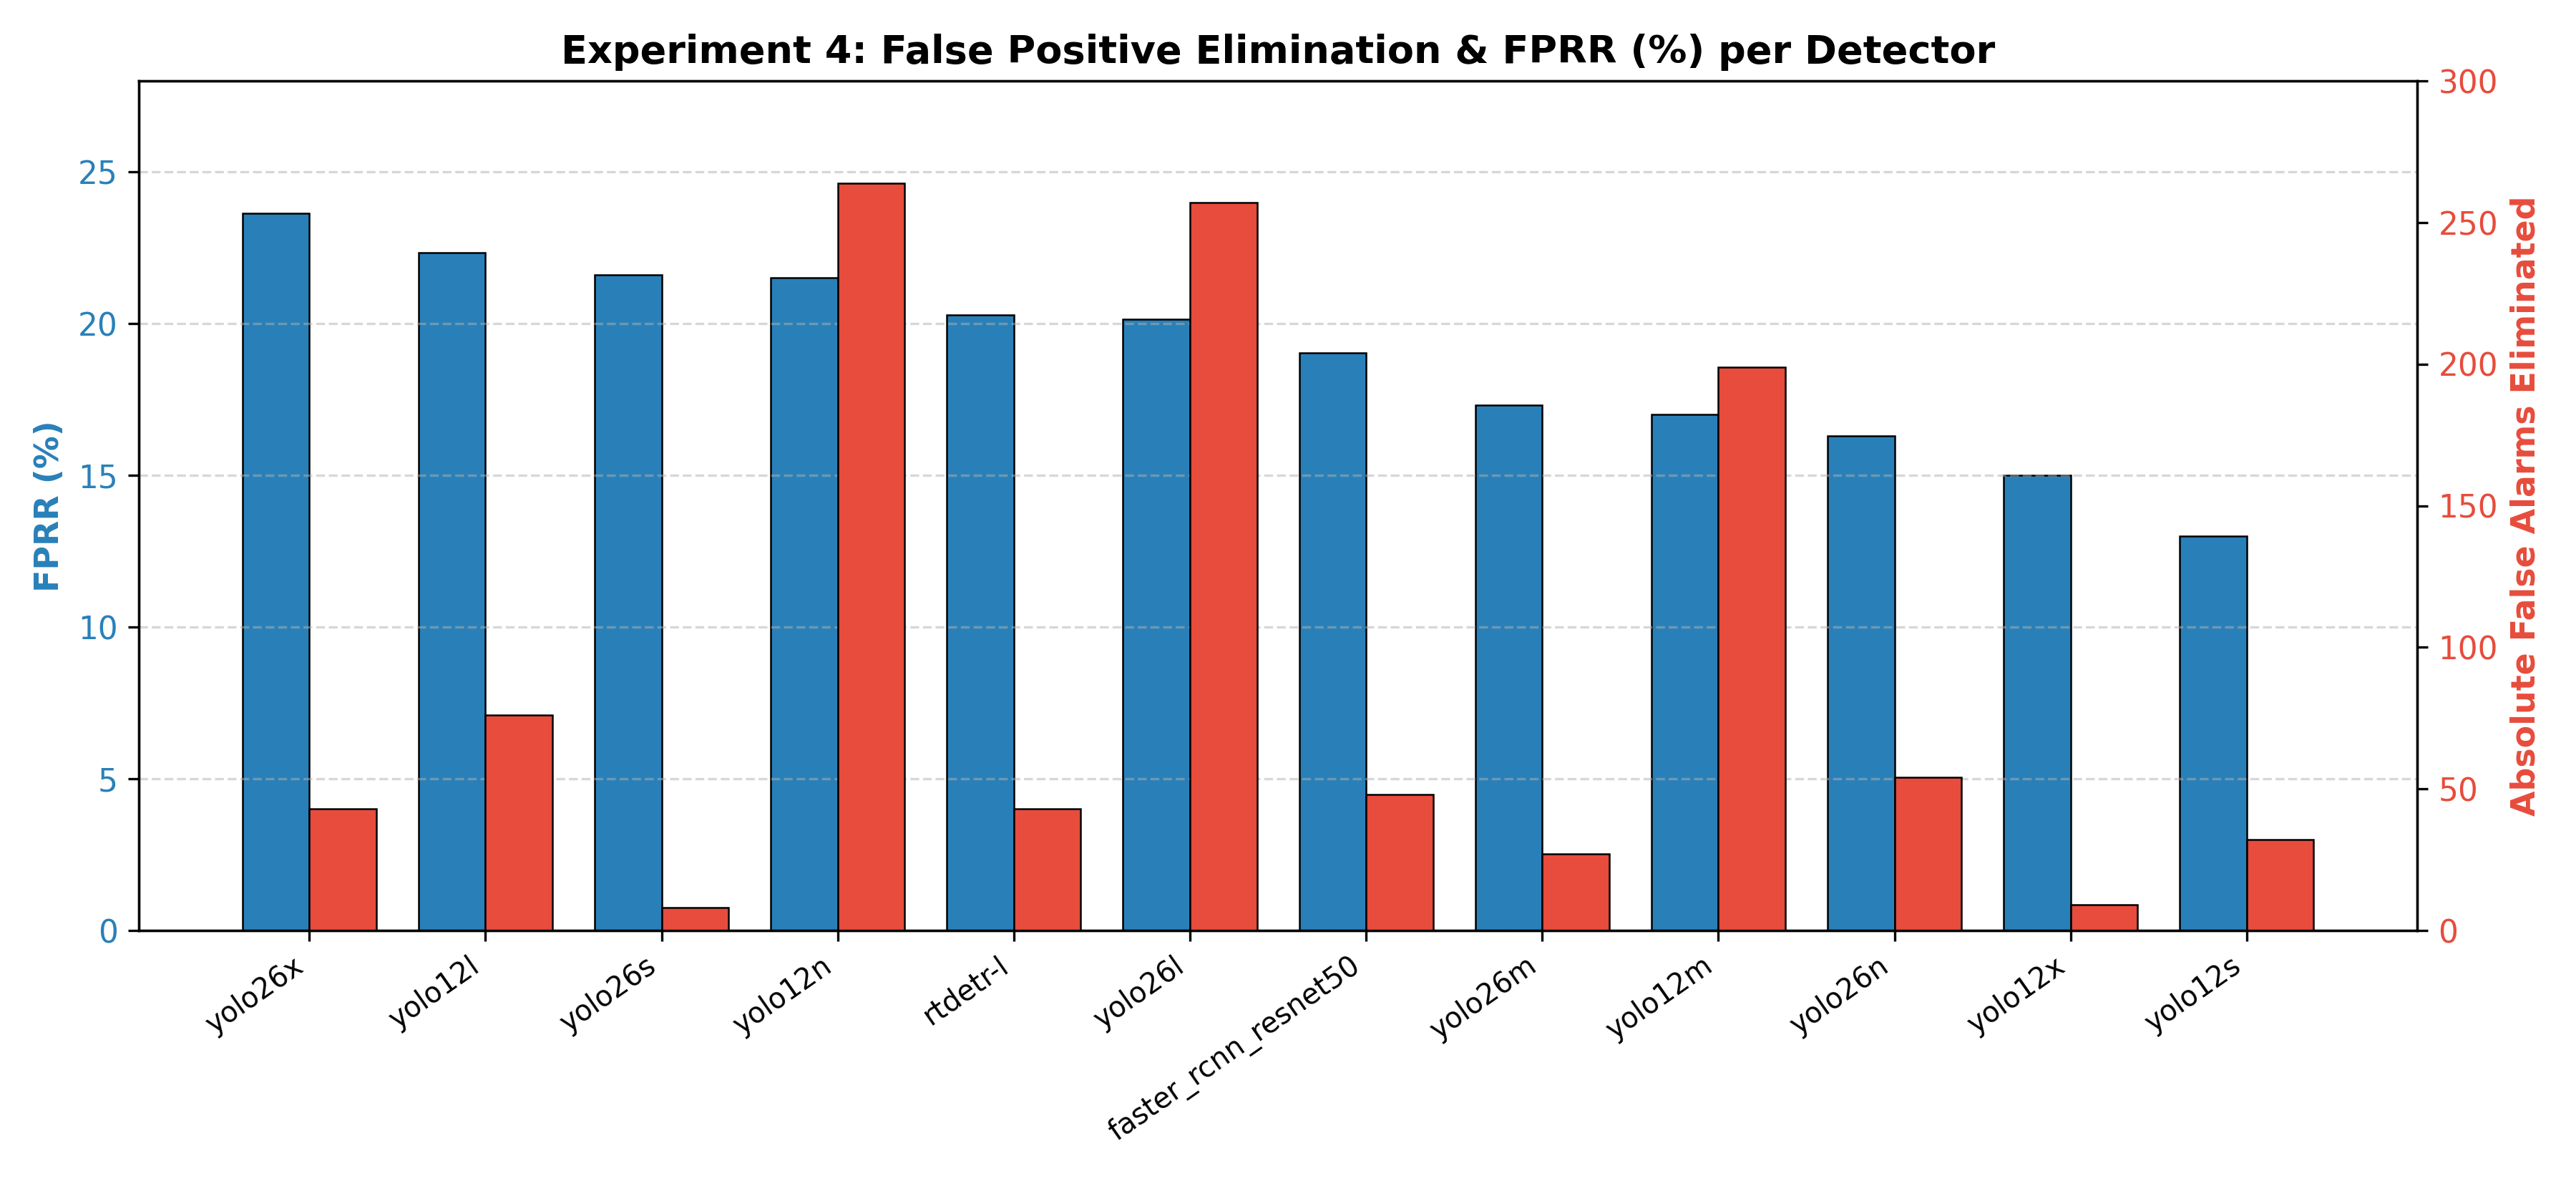 Experiment 4: False Positive Elimination & FPRR (%) per Detector
FPRR (%)
25
20
15
10
5
0
300
250
200
150
100
50
0
Absolute False Alarms Eliminated
yolo26x
yolo12l
yolo26s
yolo12n
rtdetr-l
yolo26l
faster_rcnn_resnet50
yolo26m
yolo12m
yolo26n
yolo12x
yolo12s